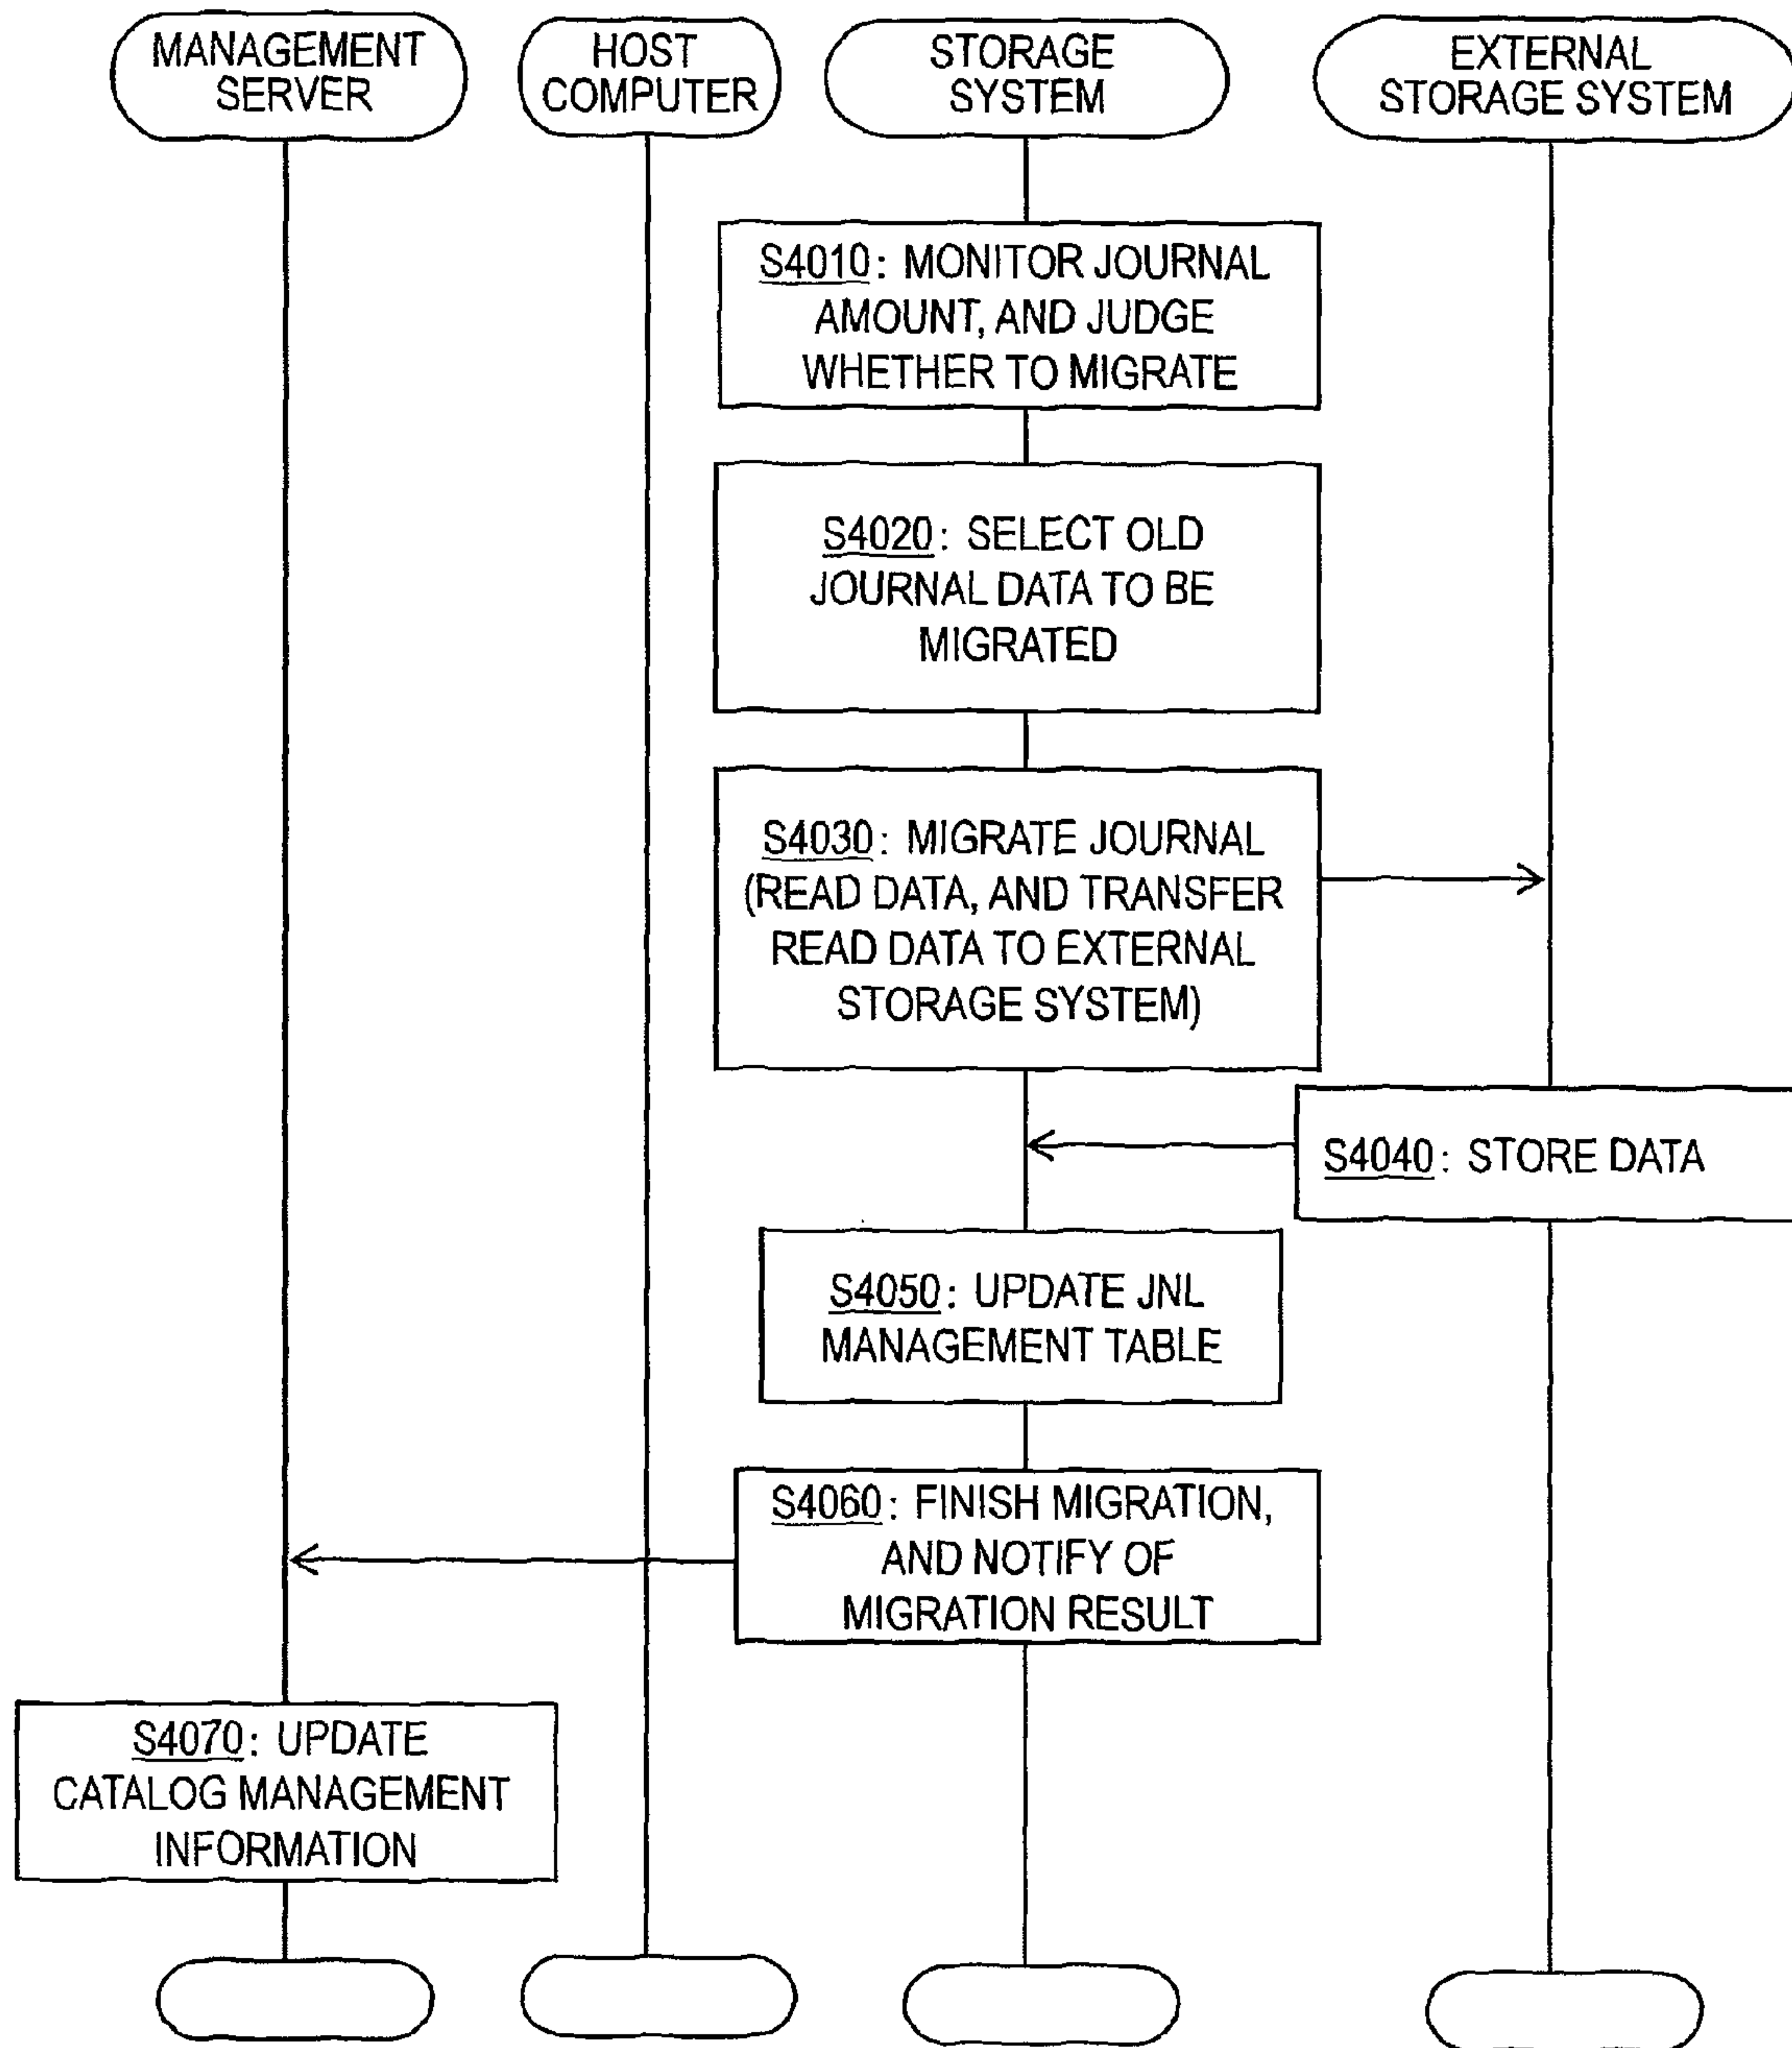 MANAGEMENT
SERVER
HOST
COMPUTER
STORAGE
SYSTEM
EXTERNAL
STORAGE SYSTEM
S4010: MONITOR JOURNAL
AMOUNT, AND JUDGE
WHETHER TO MIGRATE
S4020: SELECT OLD
JOURNAL DATA TO BE
MIGRATED
S4030: MIGRATE JOURNAL
(READ DATA, AND TRANSFER
READ DATA TO EXTERNAL
STORAGE SYSTEM)
S4040: STORE DATA
S4050: UPDATE JNL
MANAGEMENT TABLE
S4060: FINISH MIGRATION,
AND NOTIFY OF
MIGRATION RESULT
S4070: UPDATE
CATALOG MANAGEMENT
INFORMATION